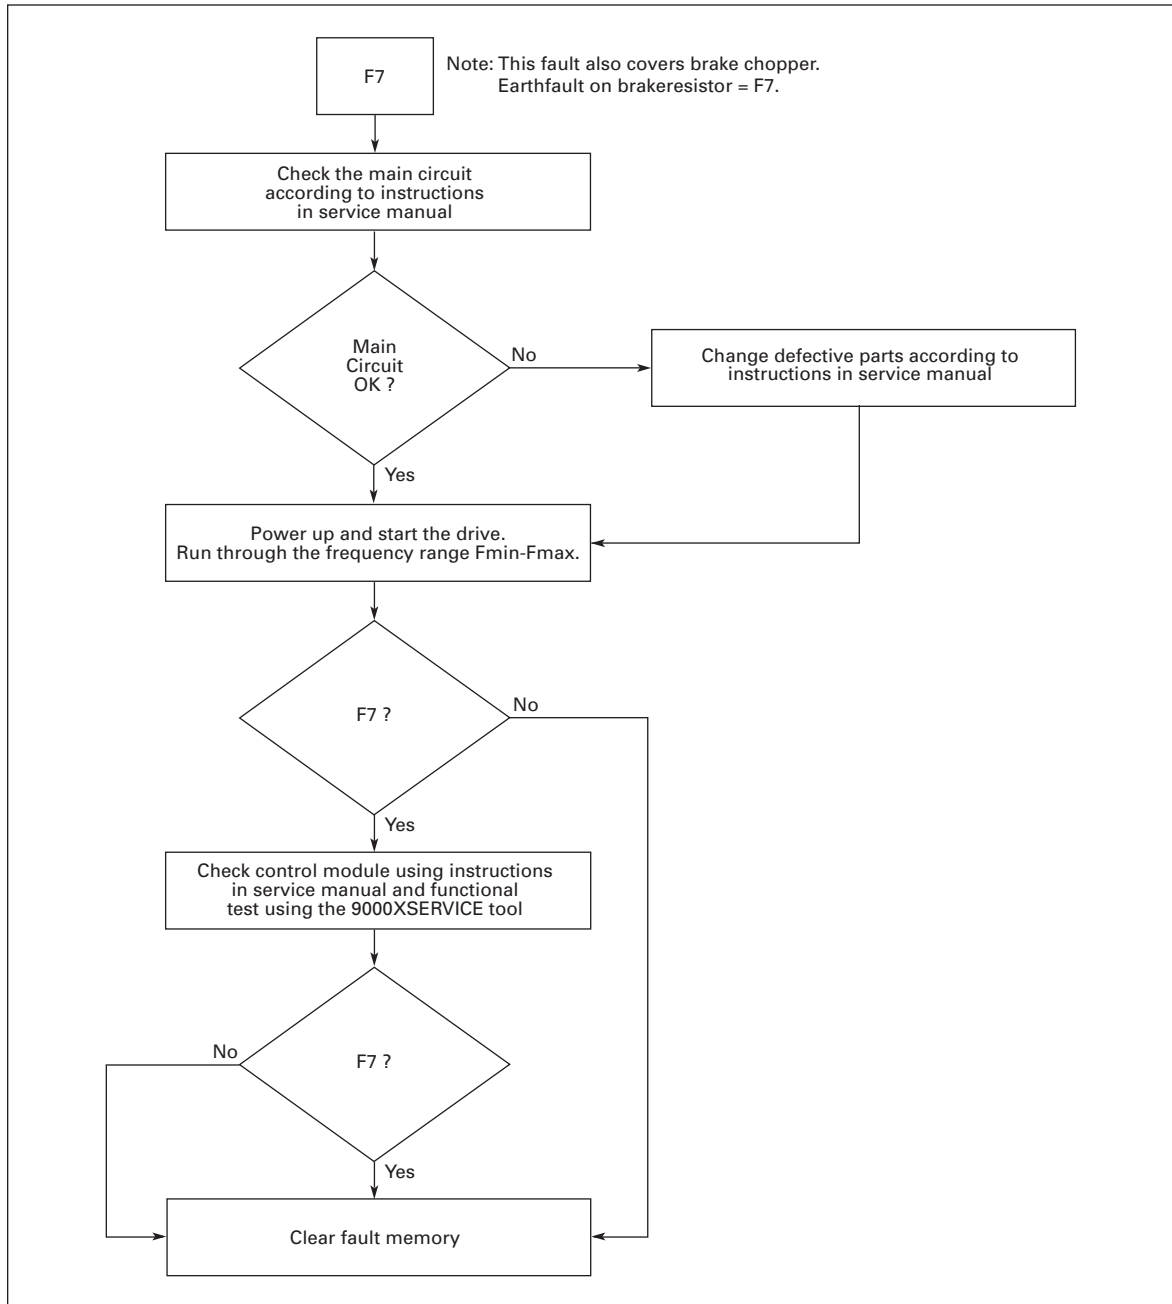 F7
Note: This fault also covers brake chopper.
Earthfault on brakeresistor = F7.
Check the main circuit
according to instructions
in service manual
Main
Circuit
OK ?
No
Change defective parts according to
instructions in service manual
Yes
Power up and start the drive.
Run through the frequency range Fmin-Fmax.
F7 ?
No
Yes
Check control module using instructions
in service manual and functional
test using the 9000XSERVICE tool
No
F7 ?
Yes
Clear fault memory